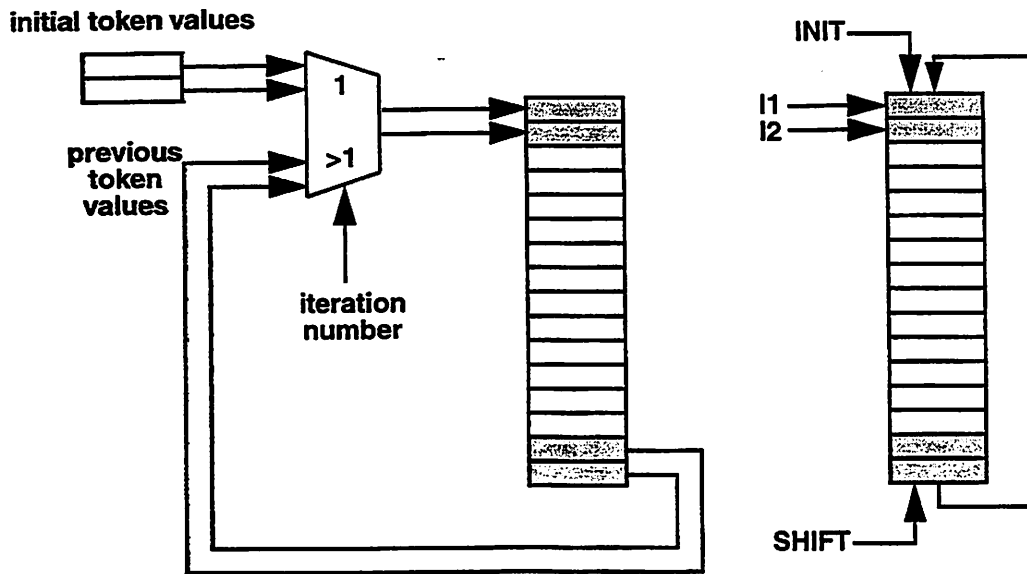 initial token values
1
>1
previous
token
values
iteration
number
INIT
I1
I2
SHIFT